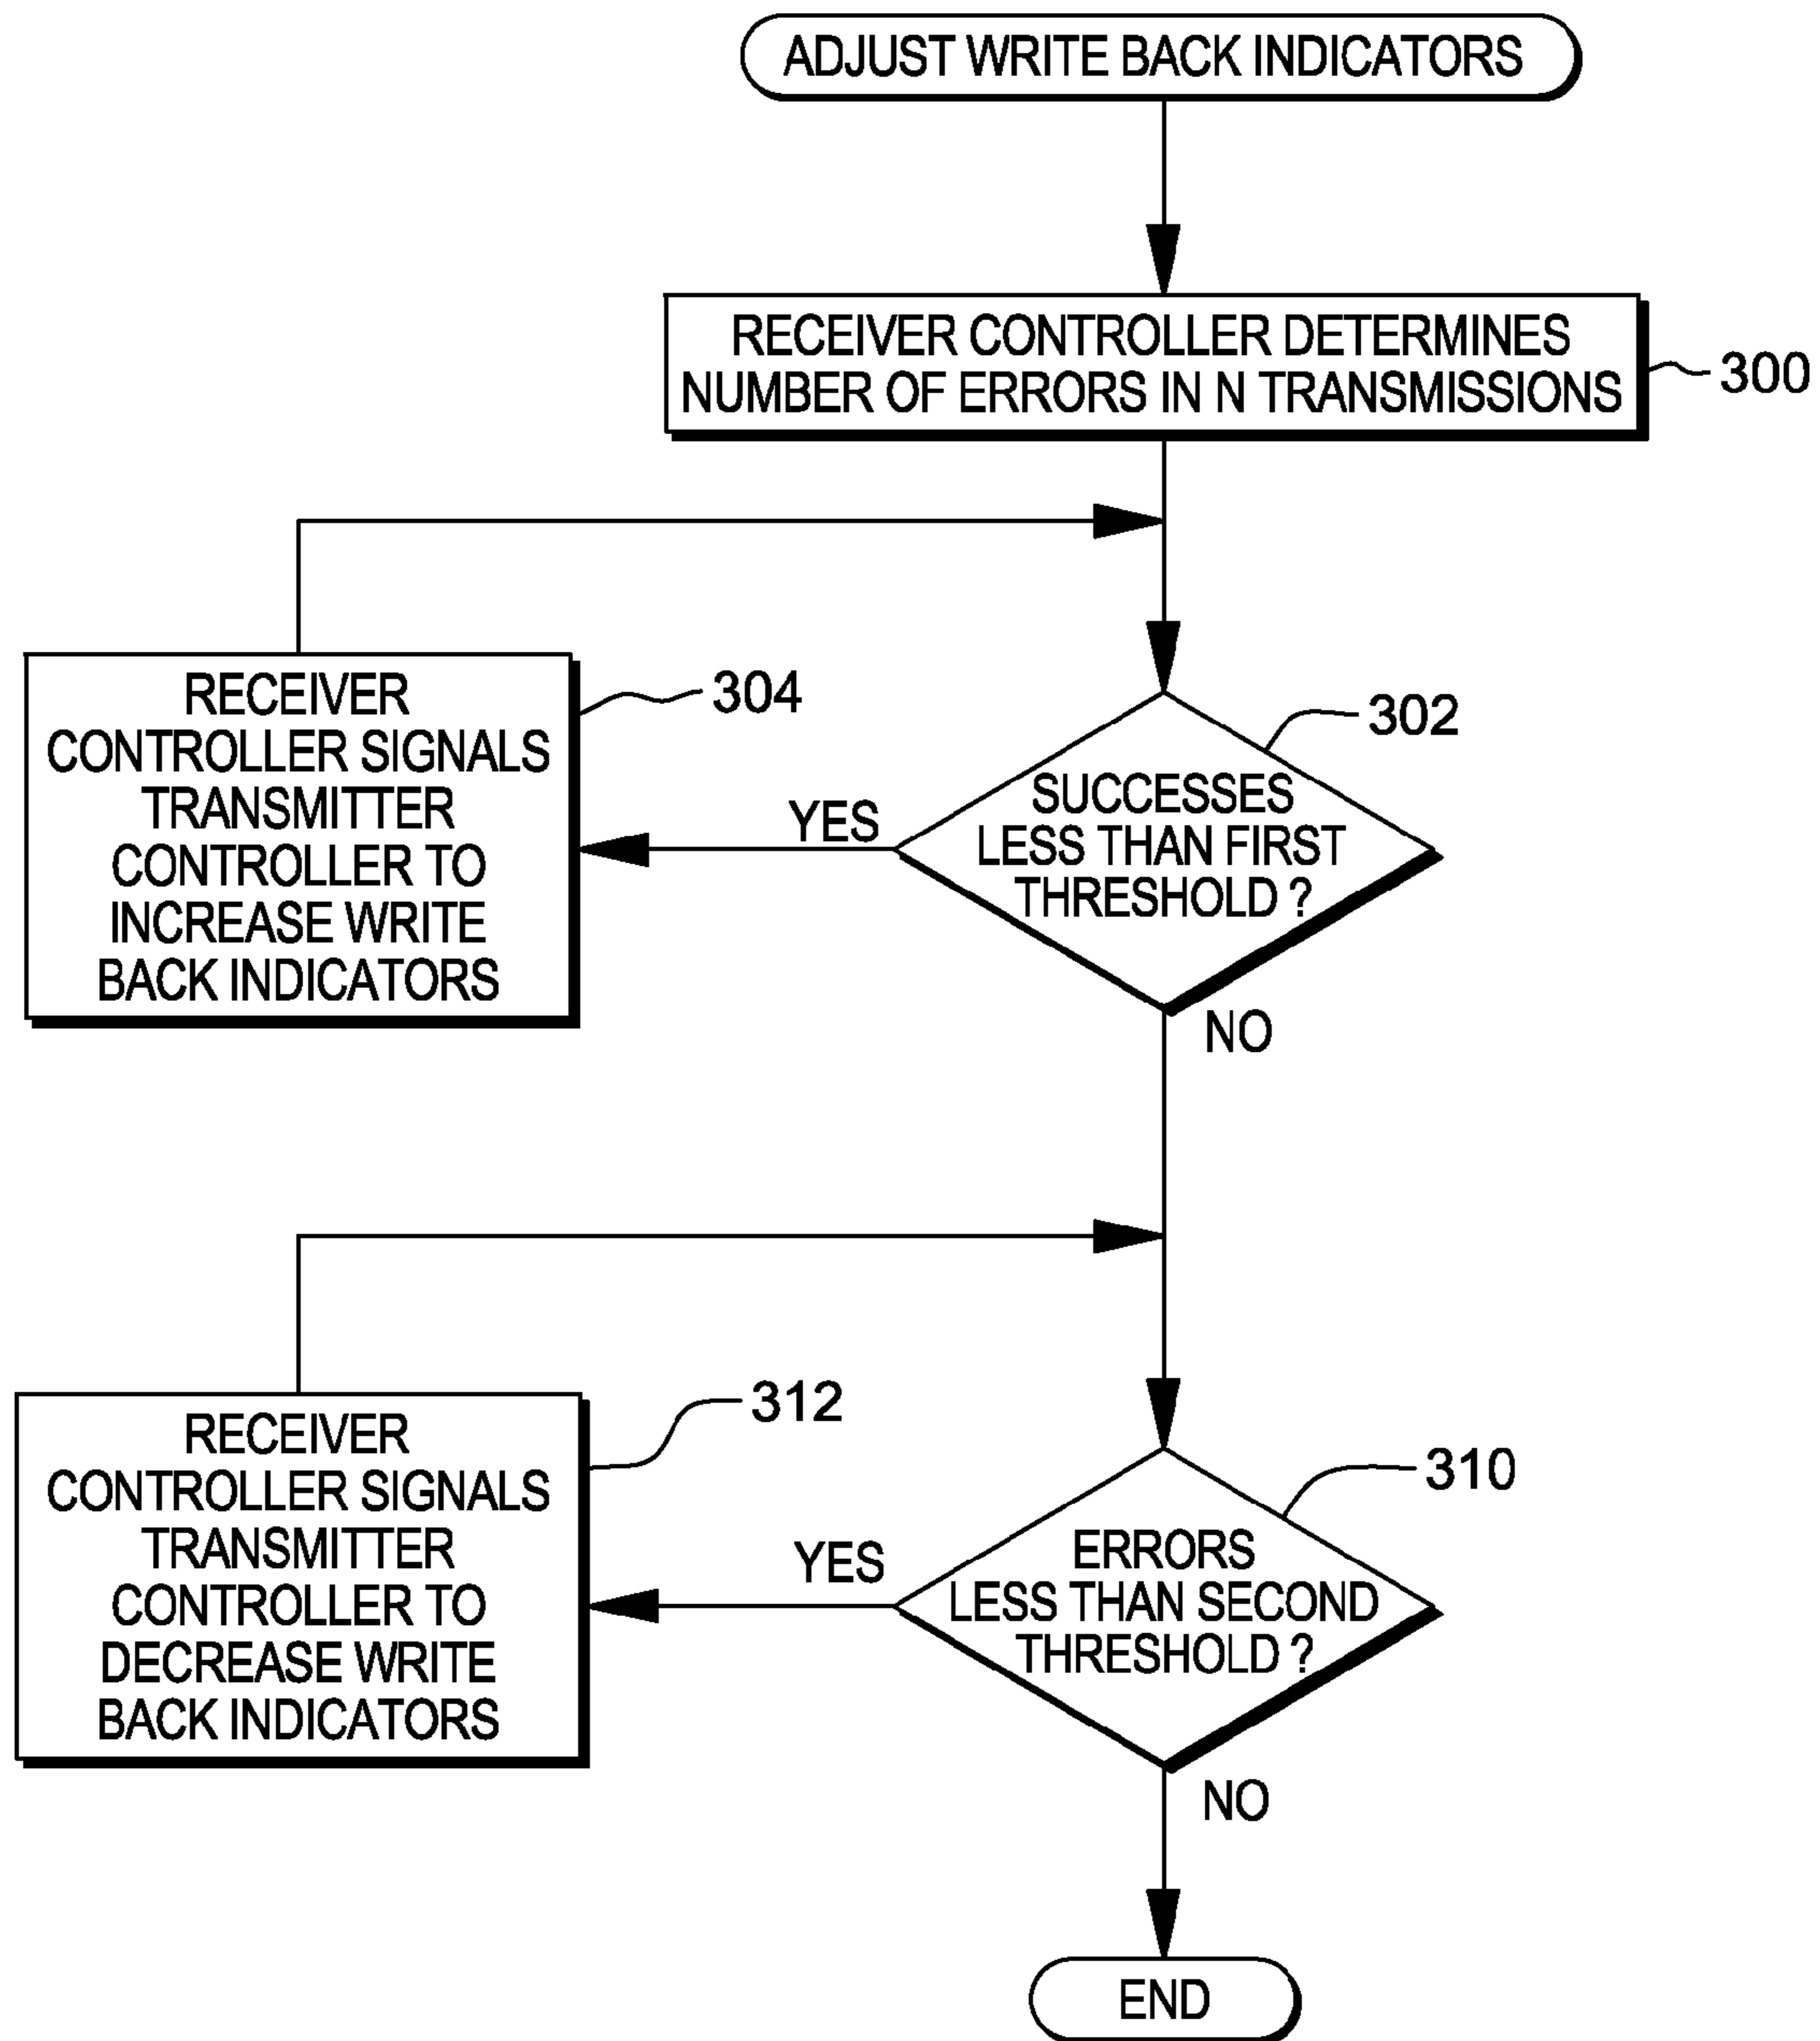 ADJUST WRITE BACK INDICATORS
RECEIVER CONTROLLER DETERMINES
NUMBER OF ERRORS IN N TRANSMISSIONS
300
302
SUCCESSES
LESS THAN FIRST
THRESHOLD ?
YES
NO
304
RECEIVER
CONTROLLER SIGNALS
TRANSMITTER
CONTROLLER TO
INCREASE WRITE
BACK INDICATORS
310
ERRORS
LESS THAN SECOND
THRESHOLD ?
YES
NO
312
RECEIVER
CONTROLLER SIGNALS
TRANSMITTER
CONTROLLER TO
DECREASE WRITE
BACK INDICATORS
END